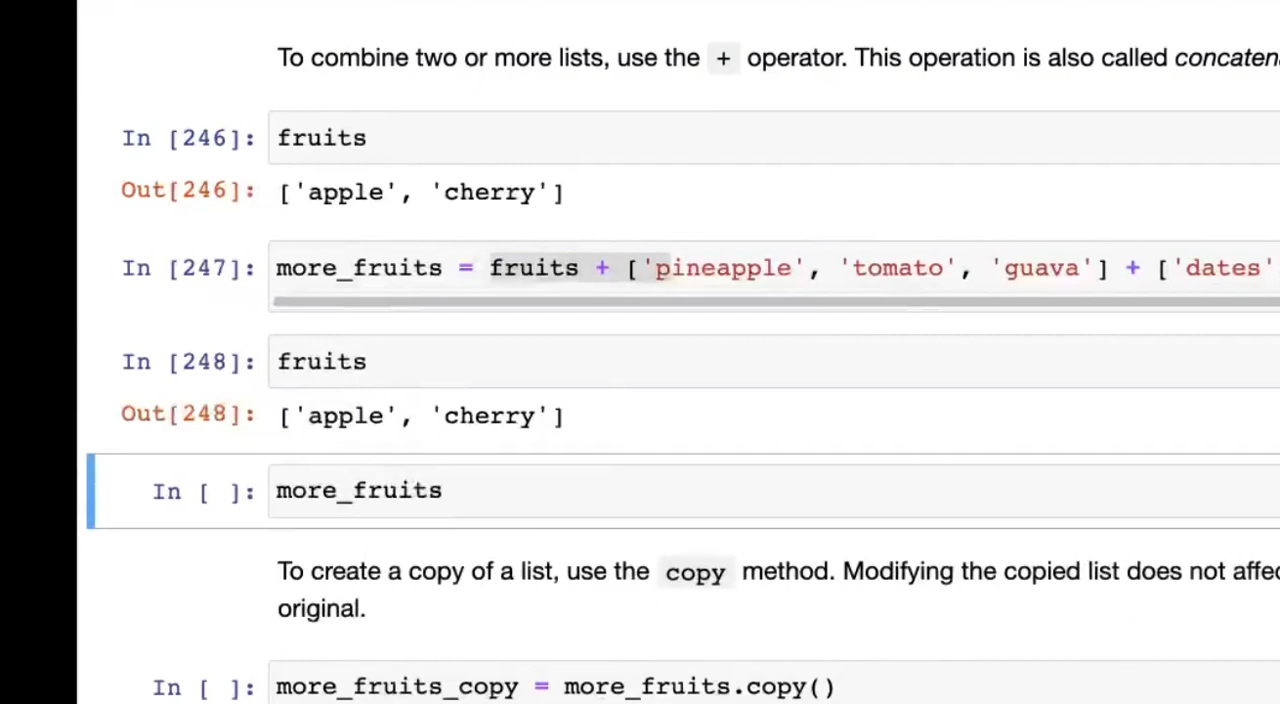 To combine two or more lists, use the + operator. This operation is also called
In [246]: fruits
Out[246]: ['apple', 'cherry']
In [247]: more_fruits = fruits + ['pineapple', 'tomato', 'guava'] + ['dates'
In [248]: fruits
Out[248]: ['apple', 'cherry']
In [ ]: more_fruits
To create a copy of a list, use the copy method. Modifying the copied list does not
original.
In [ ]: more_fruits_copy = more_fruits.copy()